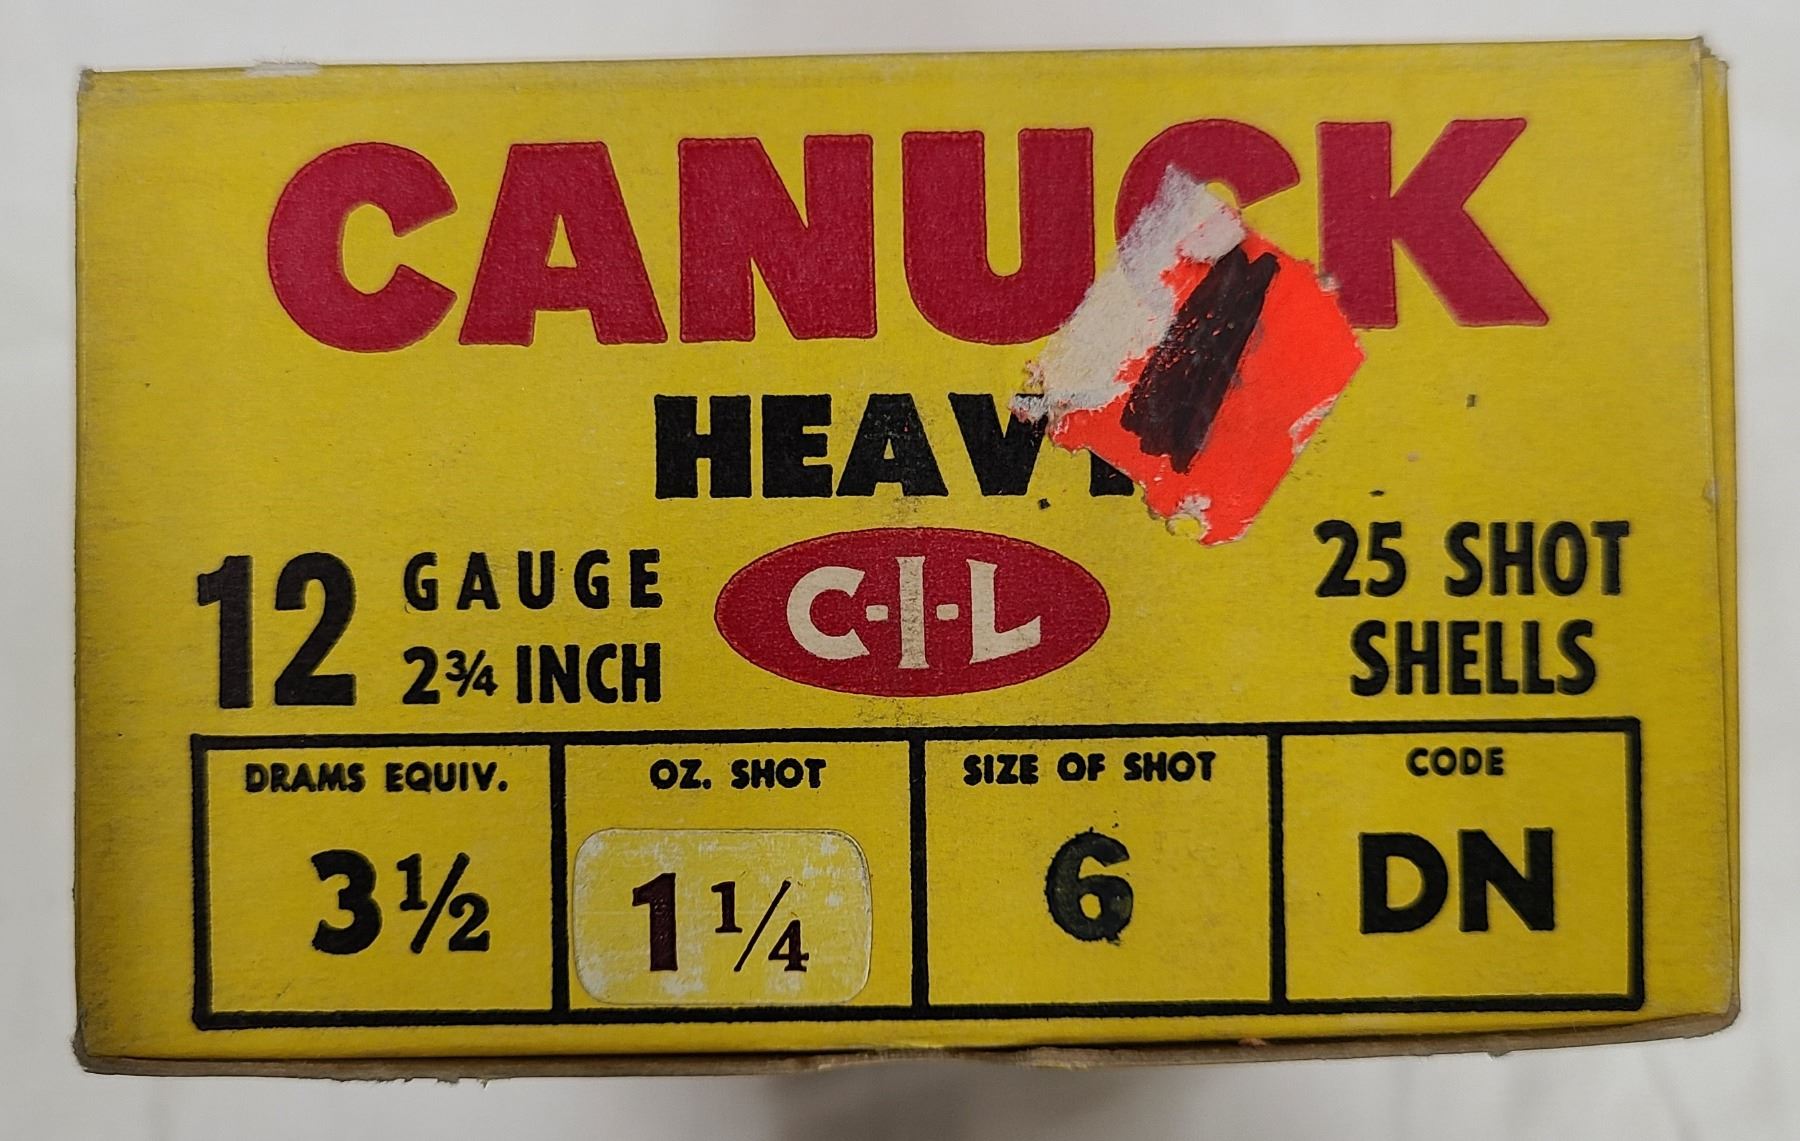 CANUCK
HEAVY
12 GAUGE
2¾ INCH
C-I-L
25 SHOT
SHELLS
DRAMS EQUIV. OZ. SHOT SIZE OF SHOT CODE
3½ 1¼ 6 DN